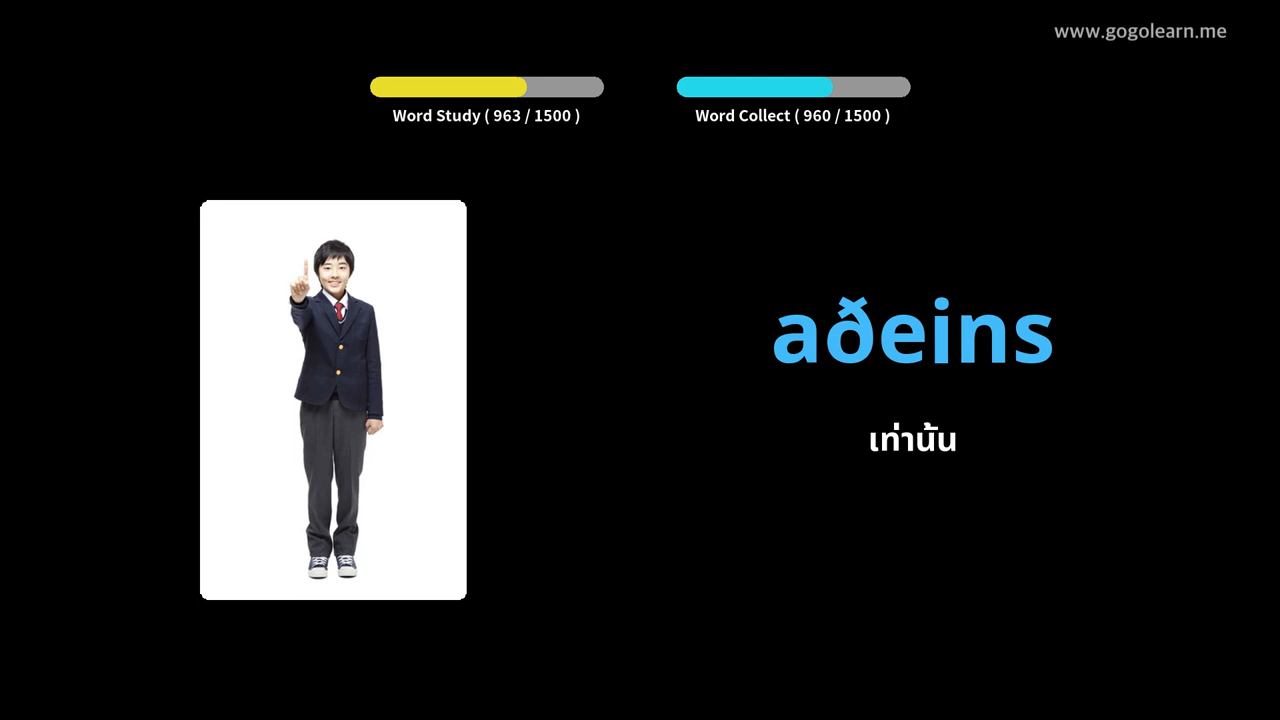 www.gogolearn.me
Word Study ( 963 / 1500 )
Word Collect ( 960 / 1500 )
aðeins
เท่านั้น